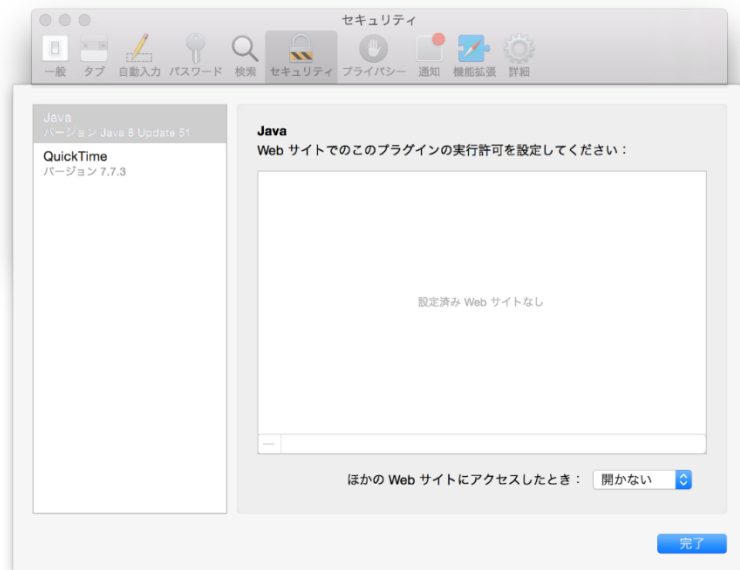 セキュリティ
一般 タブ 自動入力 パスワード 検索 セキュリティ プライバシー 通知 機能拡張 詳細
Java
バージョン Java 8 Update 51
QuickTime
バージョン 7.7.3
Java
Web サイトでのこのプラグインの実行許可を設定してください：
設定済み Web サイトなし
ほかの Web サイトにアクセスしたとき： 開かない
完了